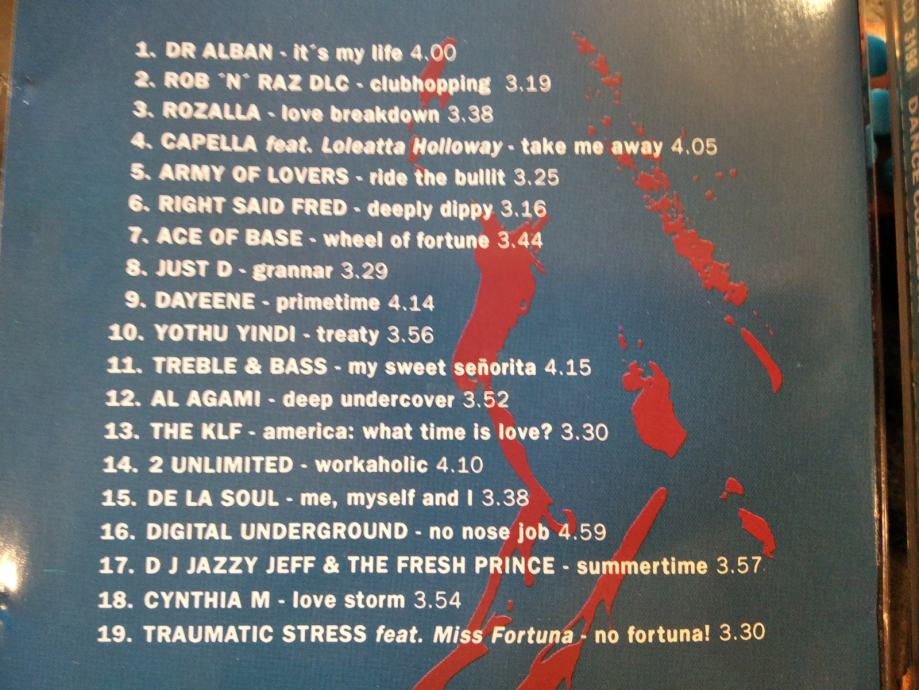 1. DR ALBAN - it`s my life 4.00
2. ROB `N` RAZ DLC - clubhopping 3.19
3. ROZALLA - love breakdown 3.38
4. CAPELLA feat. Loleatta Holloway - take me away 4.05
5. ARMY OF LOVERS - ride the bullit 3.25
6. RIGHT SAID FRED - deeply dippy 3.16
7. ACE OF BASE - wheel of fortune 3.44
8. JUST D - grannar 3.29
9. DAYEENE - primetime 4.14
10. YOTHU YINDI - treaty 3.56
11. TREBLE & BASS - my sweet señorita 4.15
12. AL AGAMI - deep undercover 3.52
13. THE KLF - america: what time is love? 3.30
14. 2 UNLIMITED - workaholic 4.10
15. DE LA SOUL - me, myself and I 3.38
16. DIGITAL UNDERGROUND - no nose job 4.59
17. D J JAZZY JEFF & THE FRESH PRINCE - summertime 3.57
18. CYNTHIA M - love storm 3.54
19. TRAUMATIC STRESS feat. Miss Fortuna - no fortuna! 3.30